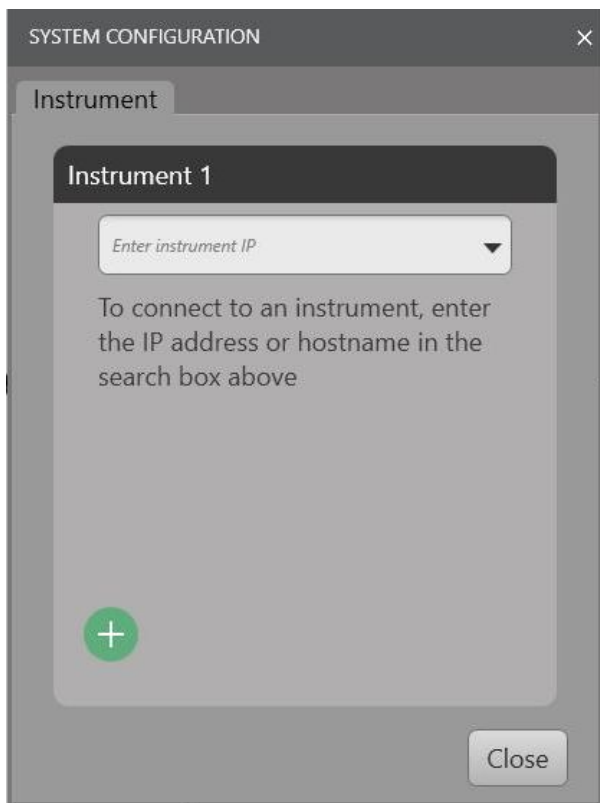 SYSTEM CONFIGURATION
Instrument
Instrument 1
Enter instrument IP
To connect to an instrument, enter
the IP address or hostname in the
search box above
Close